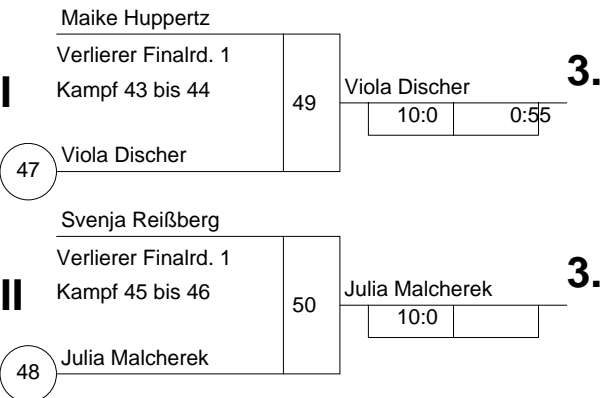 Maike Huppertz
Verlierer Finalrd. 1
I Kampf 43 bis 44
49
Viola Discher
3.
10:0 0:55
47 Viola Discher
Svenja Reißberg
Verlierer Finalrd. 1
II Kampf 45 bis 46
50
Julia Malcherek
3.
10:0
48 Julia Malcherek